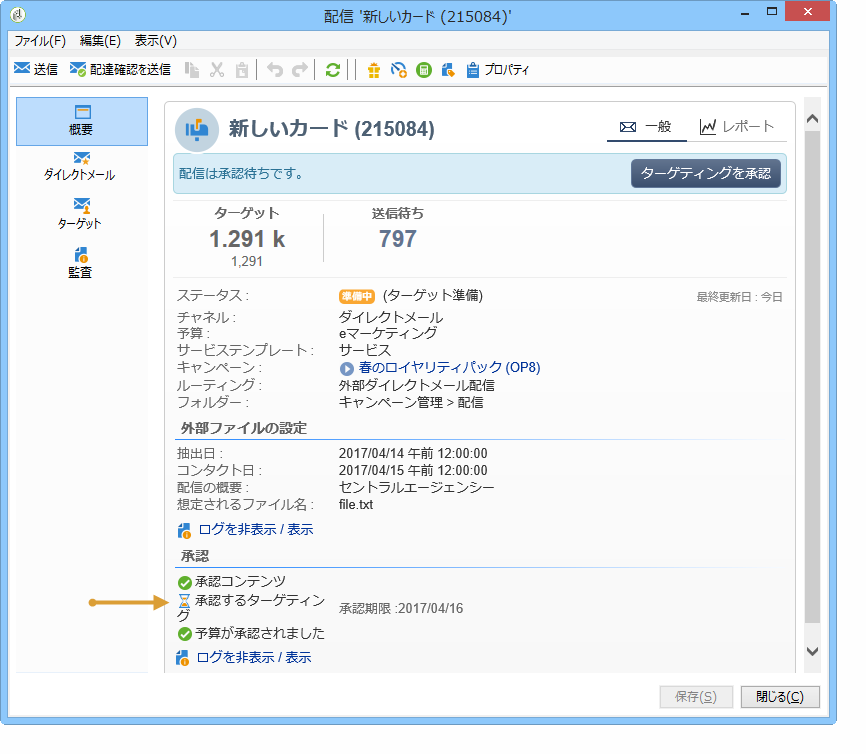 配信 '新しいカード (215084)'
ファイル(F) 編集(E) 表示(V)
送信 配達確認を送信 プロパティ
概要
ダイレクトメール
ターゲット
監査
新しいカード (215084)
一般 レポート
配信は承認待ちです。 ターゲティングを承認
ターゲット 送信待ち
1.291 k 797
1,291
ステータス : 準備中 (ターゲット準備) 最終更新日 : 今日
チャネル : ダイレクトメール
予算 : eマーケティング
サービステンプレート : サービス
キャンペーン : 春のロイヤリティパック (OP8)
ルーティング : 外部ダイレクトメール配信
フォルダー : キャンペーン管理 > 配信
外部ファイルの設定
抽出日 : 2017/04/14 午前 12:00:00
コンタクト日 : 2017/04/15 午前 12:00:00
配信の概要 : セントラルエージェンシー
想定されるファイル名 : file.txt
ログを非表示 / 表示
承認
承認コンテンツ
承認するターゲティン
グ
承認期限 :2017/04/16
予算が承認されました
ログを非表示 / 表示
保存(S) 閉じる(C)